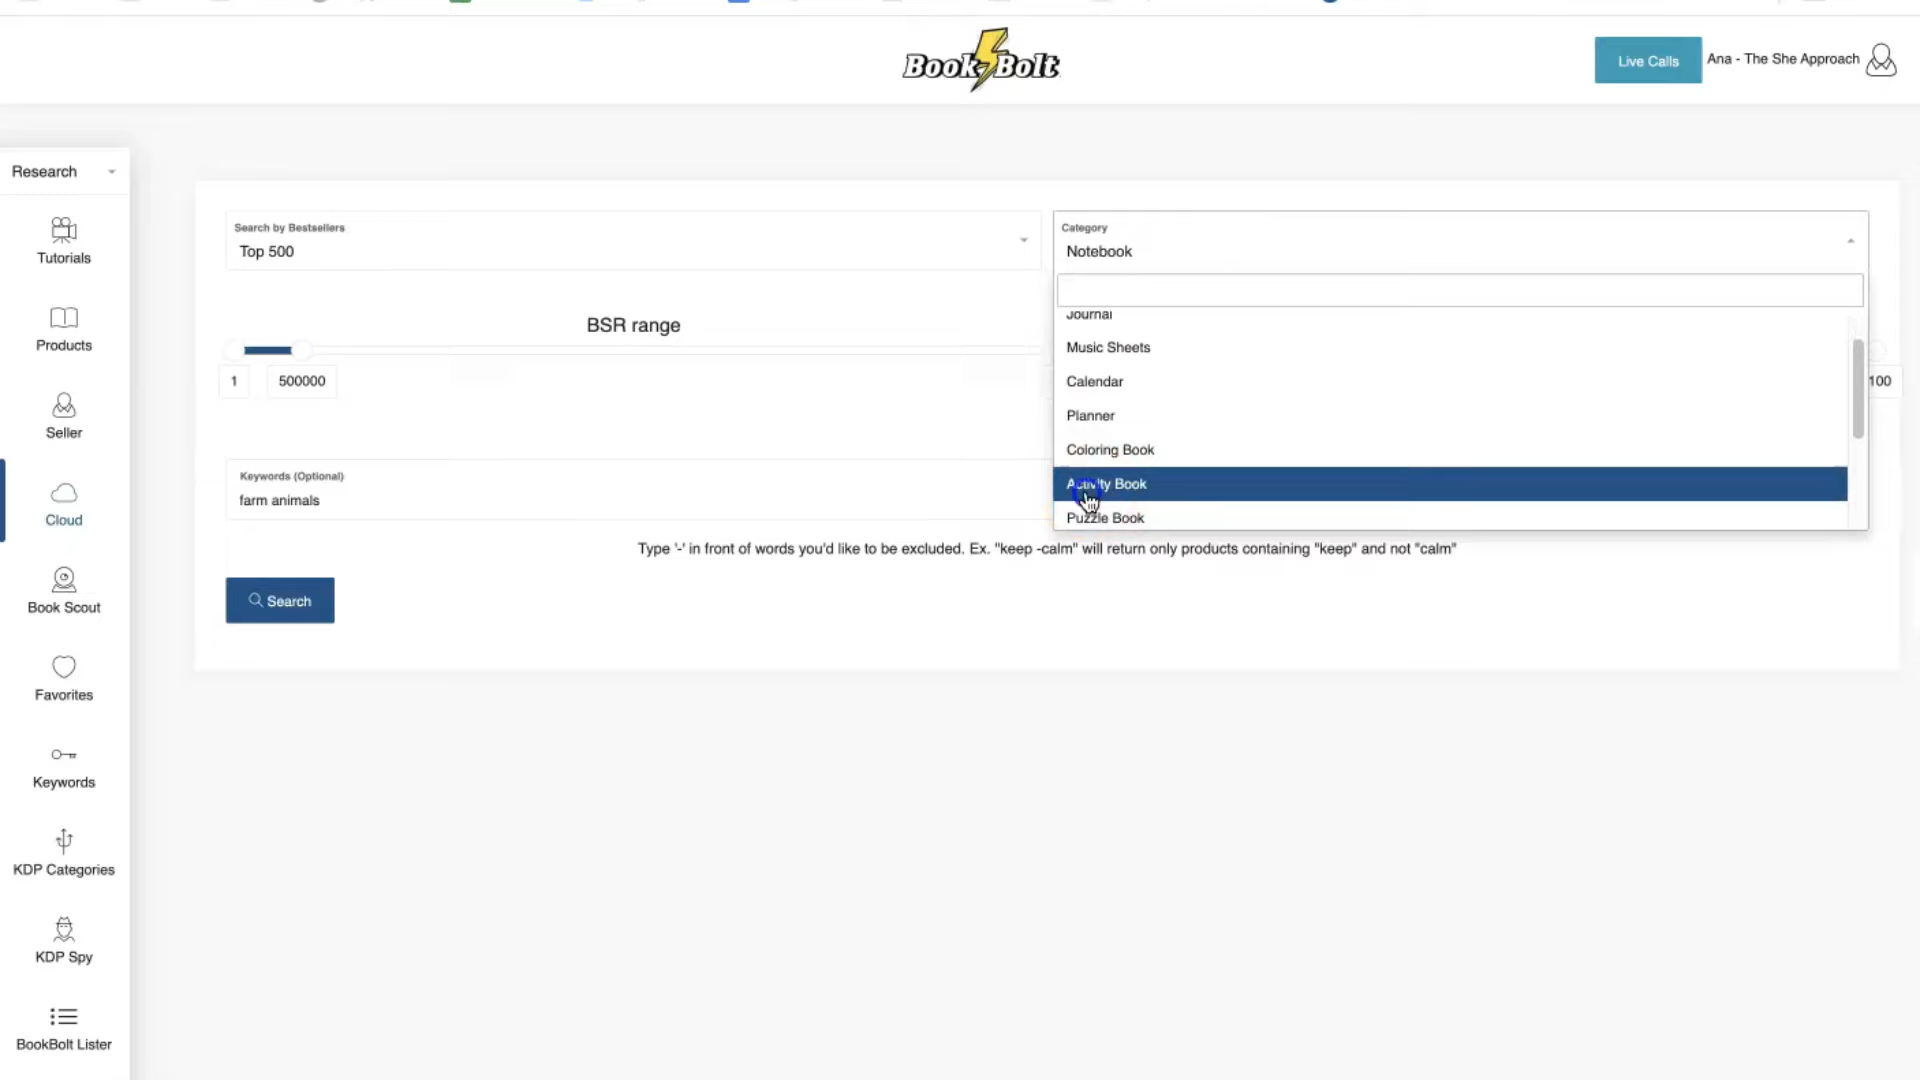 Book Bolt
Live Calls
Ana - The She Approach
Research
Tutorials
Products
Seller
Cloud
Book Scout
Favorites
Keywords
KDP Categories
KDP Spy
BookBolt Lister
Search by Bestsellers
Top 500
Category
Notebook
Journal
Music Sheets
Calendar
Planner
Coloring Book
Activity Book
Puzzle Book
BSR range
1
500000
100
Keywords (Optional)
farm animals
Type '-' in front of words you'd like to be excluded. Ex. "keep -calm" will return only products containing "keep" and not "calm"
Search